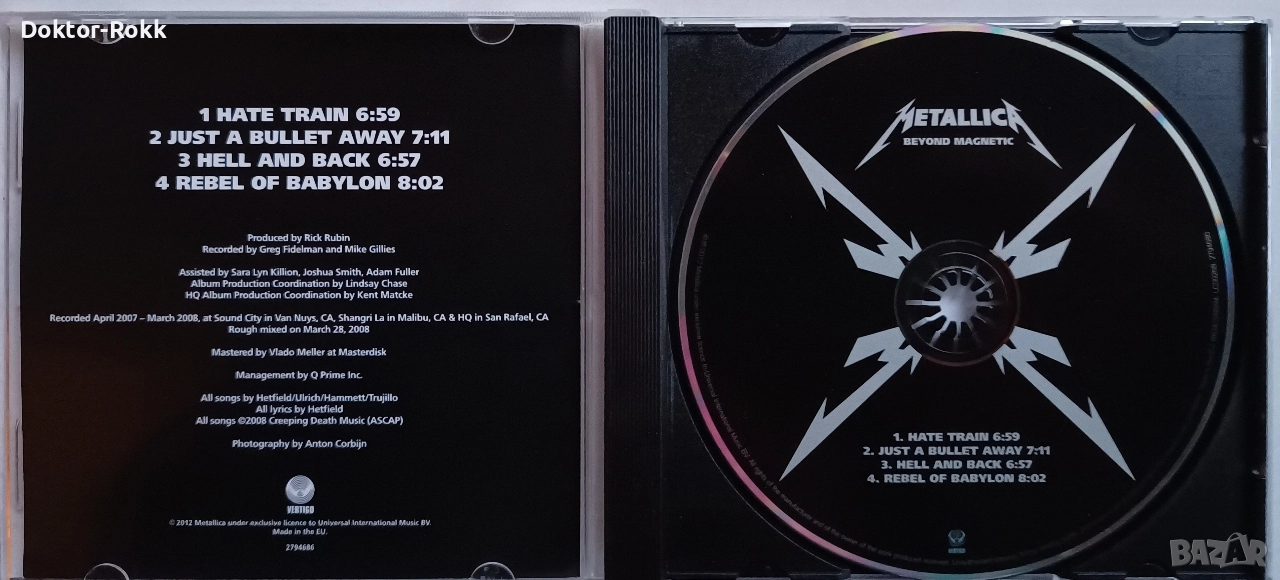 Doktor-Rokk
1 HATE TRAIN 6:59
2 JUST A BULLET AWAY 7:11
3 HELL AND BACK 6:57
4 REBEL OF BABYLON 8:02
Produced by Rick Rubin
Recorded by Greg Fidelman and Mike Gillies
Assisted by Sara Lyn Killion, Joshua Smith, Adam Fuller
Album Production Coordination by Lindsay Chase
HQ Album Production Coordination by Kent Matcke
Recorded April 2007 – March 2008, at Sound City in Van Nuys, CA, Shangri La in Malibu, CA & HQ in San Rafael, CA
Rough mixed on March 28, 2008
Mastered by Vlado Meller at Masterdisk
Management by Q Prime Inc.
All songs by Hetfield/Ulrich/Hammett/Trujillo
All lyrics by Hetfield
All songs ©2008 Creeping Death Music (ASCAP)
Photography by Anton Corbijn
VERTIGO
© 2012 Metallica under exclusive licence to Universal International Music BV.
Made in the EU.
2794686
METALLICA
BEYOND MAGNETIC
1. HATE TRAIN 6:59
2. JUST A BULLET AWAY 7:11
3. HELL AND BACK 6:57
4. REBEL OF BABYLON 8:02
VERTIGO
BAZAR